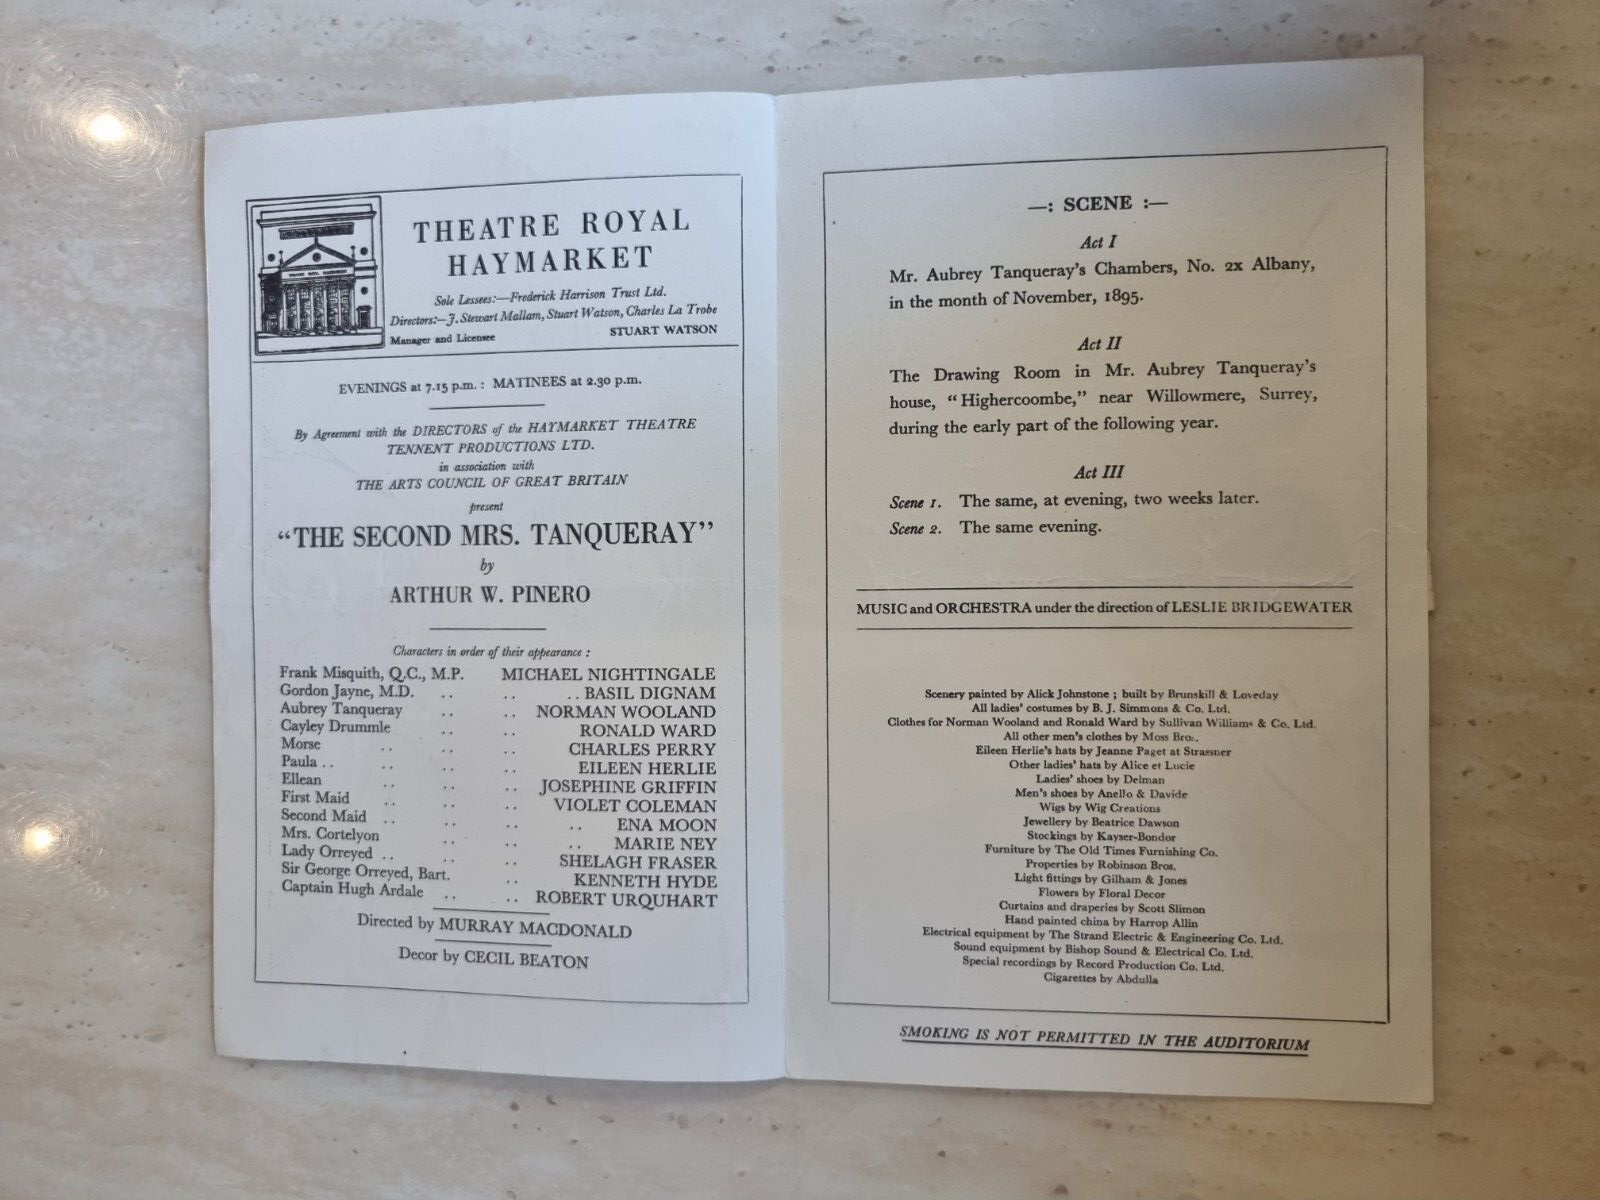 THEATRE ROYAL
HAYMARKET
Sole Lessees:—Frederick Harrison Trust Ltd.
Directors:—J. Stewart Mallam, Stuart Watson, Charles La Trobe
Manager and Licensee STUART WATSON
EVENINGS at 7.15 p.m. : MATINEES at 2.30 p.m.
By Agreement with the DIRECTORS of the HAYMARKET THEATRE
TENNENT PRODUCTIONS LTD.
in association with
THE ARTS COUNCIL OF GREAT BRITAIN
present
“THE SECOND MRS. TANQUERAY”
by
ARTHUR W. PINERO
Characters in order of their appearance :
Frank Misquith, Q.C., M.P. MICHAEL NIGHTINGALE
Gordon Jayne, M.D. .. .. .. BASIL DIGNAM
Aubrey Tanqueray .. .. NORMAN WOOLAND
Cayley Drummle .. .. RONALD WARD
Morse .. .. .. CHARLES PERRY
Paula .. .. .. .. EILEEN HERLIE
Ellean .. .. .. JOSEPHINE GRIFFIN
First Maid .. .. .. VIOLET COLEMAN
Second Maid .. .. .. .. ENA MOON
Mrs. Cortelyon .. .. .. MARIE NEY
Lady Orreyed .. .. .. SHELAGH FRASER
Sir George Orreyed, Bart. .. KENNETH HYDE
Captain Hugh Ardale .. .. ROBERT URQUHART
Directed by MURRAY MACDONALD
Decor by CECIL BEATON
—: SCENE :—
Act I
Mr. Aubrey Tanqueray’s Chambers, No. 2x Albany,
in the month of November, 1895.
Act II
The Drawing Room in Mr. Aubrey Tanqueray’s
house, “Highercoombe,” near Willowmere, Surrey,
during the early part of the following year.
Act III
Scene 1. The same, at evening, two weeks later.
Scene 2. The same evening.
MUSIC and ORCHESTRA under the direction of LESLIE BRIDGEWATER
Scenery painted by Alick Johnstone ; built by Brunskill & Loveday
All ladies’ costumes by B. J. Simmons & Co. Ltd.
Clothes for Norman Wooland and Ronald Ward by Sullivan Williams & Co. Ltd.
All other men’s clothes by Moss Bros.
Eileen Herlie’s hats by Jeanne Paget at Strassner
Other ladies’ hats by Alice et Lucie
Ladies’ shoes by Delman
Men’s shoes by Anello & Davide
Wigs by Wig Creations
Jewellery by Beatrice Dawson
Stockings by Kayser-Bondor
Furniture by The Old Times Furnishing Co.
Properties by Robinson Bros.
Light fittings by Gilham & Jones
Flowers by Floral Decor
Curtains and draperies by Scott Slimon
Hand painted china by Harrop Allin
Electrical equipment by The Strand Electric & Engineering Co. Ltd.
Sound equipment by Bishop Sound & Electrical Co. Ltd.
Special recordings by Record Production Co. Ltd.
Cigarettes by Abdulla
SMOKING IS NOT PERMITTED IN THE AUDITORIUM